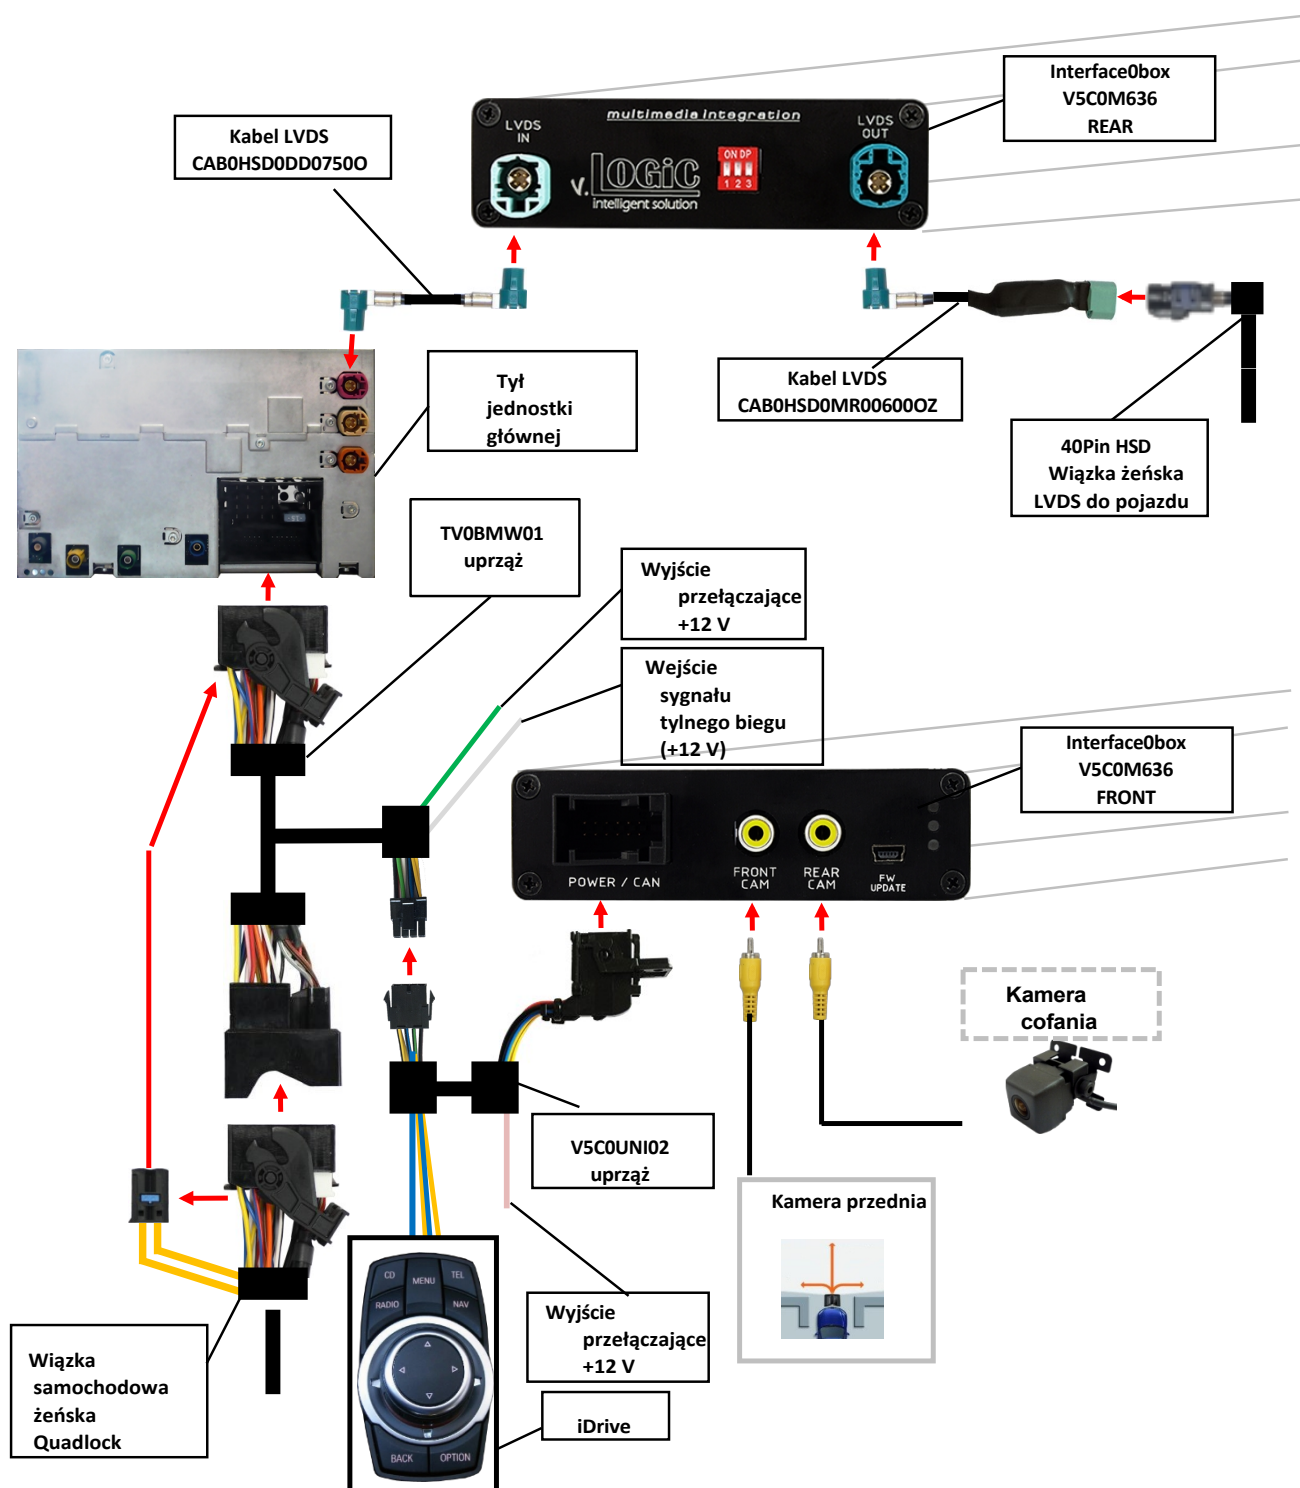 Interface0box
V5C0M636
REAR
multimedia integration
LVDS
IN
LVDS
OUT
ON DP
1 2 3
v.LOGiC
intelligent solution
Kabel LVDS
CAB0HSD0DD0750O
Tył
jednostki
głównej
Kabel LVDS
CAB0HSD0MR00600OZ
40Pin HSD
Wiązka żeńska
LVDS do pojazdu
TV0BMW01
uprząż
Wyjście
przełączające
+12 V
Wejście
sygnału
tylnego biegu
(+12 V)
Interface0box
V5C0M636
FRONT
POWER / CAN
FRONT
CAM
REAR
CAM
FW
UPDATE
Kamera
cofania
V5C0UNI02
uprząż
Kamera przednia
Wyjście
przełączające
+12 V
iDrive
CD
MENU
TEL
RADIO
NAV
BACK
OPTION
Wiązka
samochodowa
żeńska
Quadlock